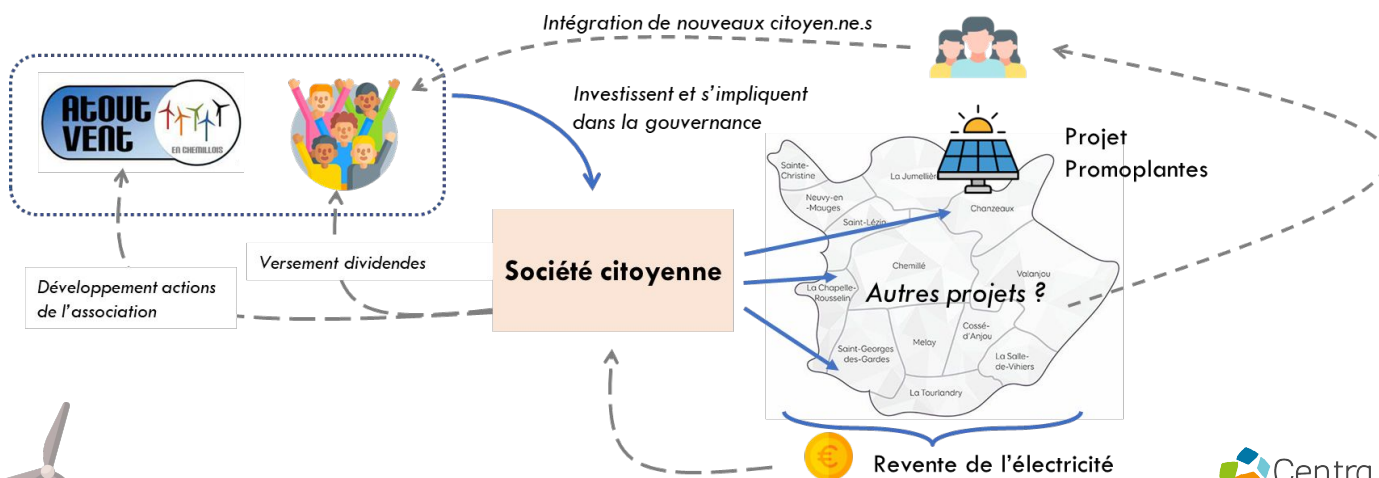 Intégration de nouveaux citoyen.ne.s
ATOUT
VENT
EN CHEMILLOIS
Investissent et s'impliquent
dans la gouvernance
Projet
Promoplantes
Sainte-
Christine
La Jumellière
Neuvy-en
-Mauges
Chanzeaux
Saint-Lézin
Versement dividendes
Société citoyenne
Chemillé
Valanjou
Développement actions
de l'association
La Chapelle-
Rousselin
Autres projets ?
Cossé-
d'Anjou
Saint-Georges
des-Gardes
Melay
La Salle-
de-Vihiers
La Tourlandry
Revente de l'électricité
Centra